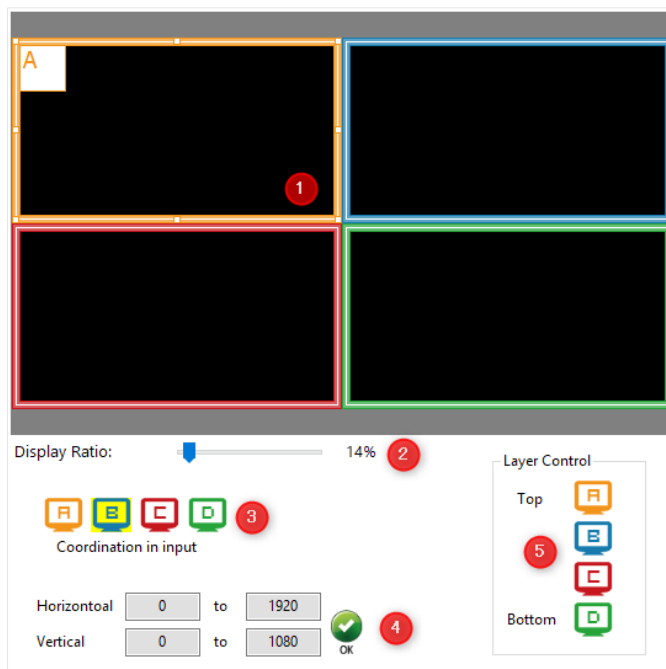 A
1
Display Ratio: 14% 2
Layer Control
Top A
A B C D 3
B
5
Coordination in input
C
Horizontoal 0 to 1920
Bottom D
Vertical 0 to 1080
OK
4